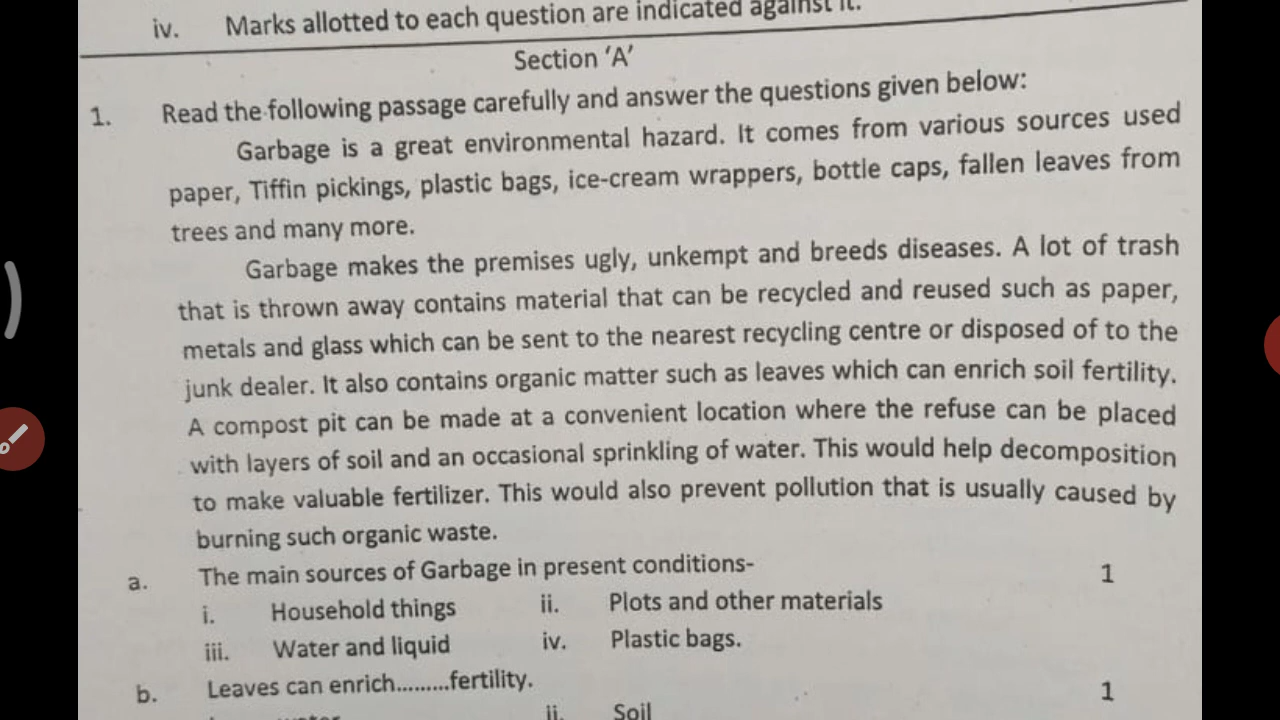 iv. Marks allotted to each question are indicated against it.
Section 'A'
1. Read the following passage carefully and answer the questions given below:
Garbage is a great environmental hazard. It comes from various sources used
paper, Tiffin pickings, plastic bags, ice-cream wrappers, bottle caps, fallen leaves from
trees and many more.
Garbage makes the premises ugly, unkempt and breeds diseases. A lot of trash
that is thrown away contains material that can be recycled and reused such as paper,
metals and glass which can be sent to the nearest recycling centre or disposed of to the
junk dealer. It also contains organic matter such as leaves which can enrich soil fertility.
A compost pit can be made at a convenient location where the refuse can be placed
with layers of soil and an occasional sprinkling of water. This would help decomposition
to make valuable fertilizer. This would also prevent pollution that is usually caused by
burning such organic waste.
a. The main sources of Garbage in present conditions- 1
i. Household things ii. Plots and other materials
iii. Water and liquid iv. Plastic bags.
b. Leaves can enrich.........fertility. 1
ii. Soil